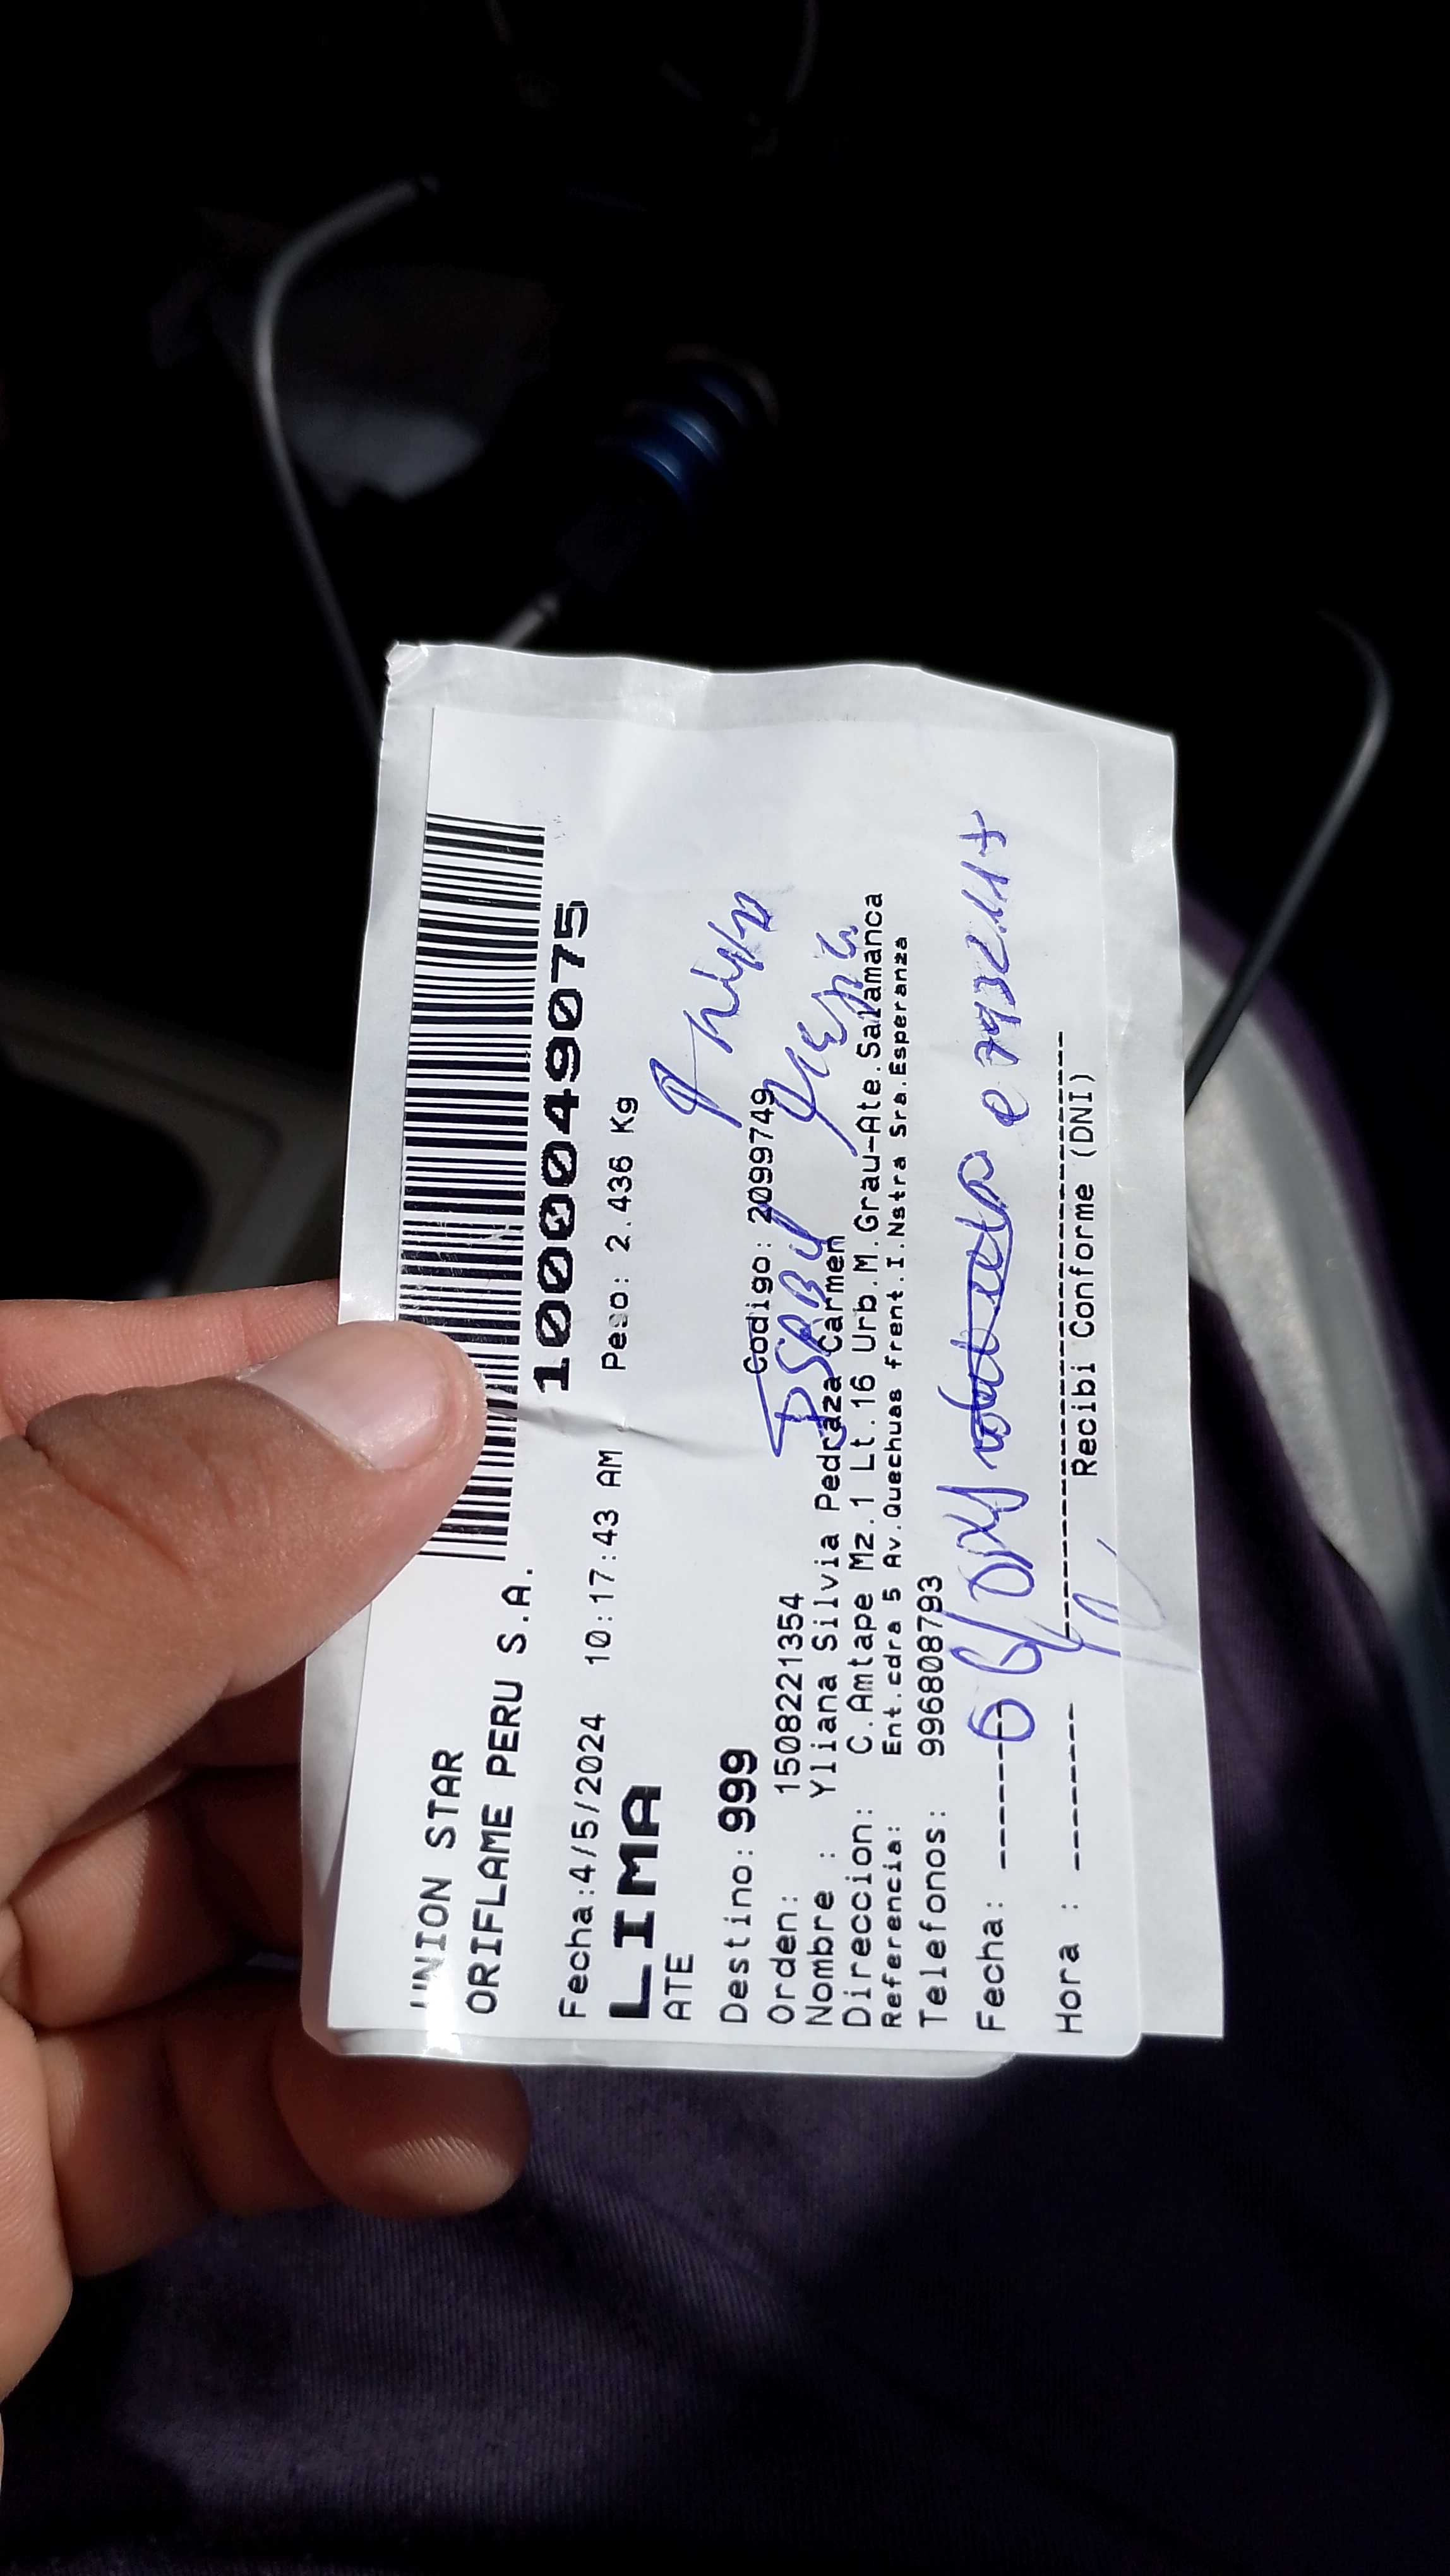 UNION STAR
ORIFLAME PERU S.A.
1000049075
Fecha:4/5/2024 10:17:43 AM Peso: 2.436 Kg
LIMA
ATE
Destino: 999 Codigo: 2099749
Orden: 1508221354
Nombre : Yliana Silvia Pedraza Carmen
Direccion: C.Amtape Mz.1 Lt.16 Urb.M.Grau-Ate.Salamanca
Referencia: Ent.cdra 5 Av.Quechuas frent.I.Nstra Sra.Esperanza
Telefonos: 996808793
Fecha:
Hora :
Recibi Conforme (DNI)